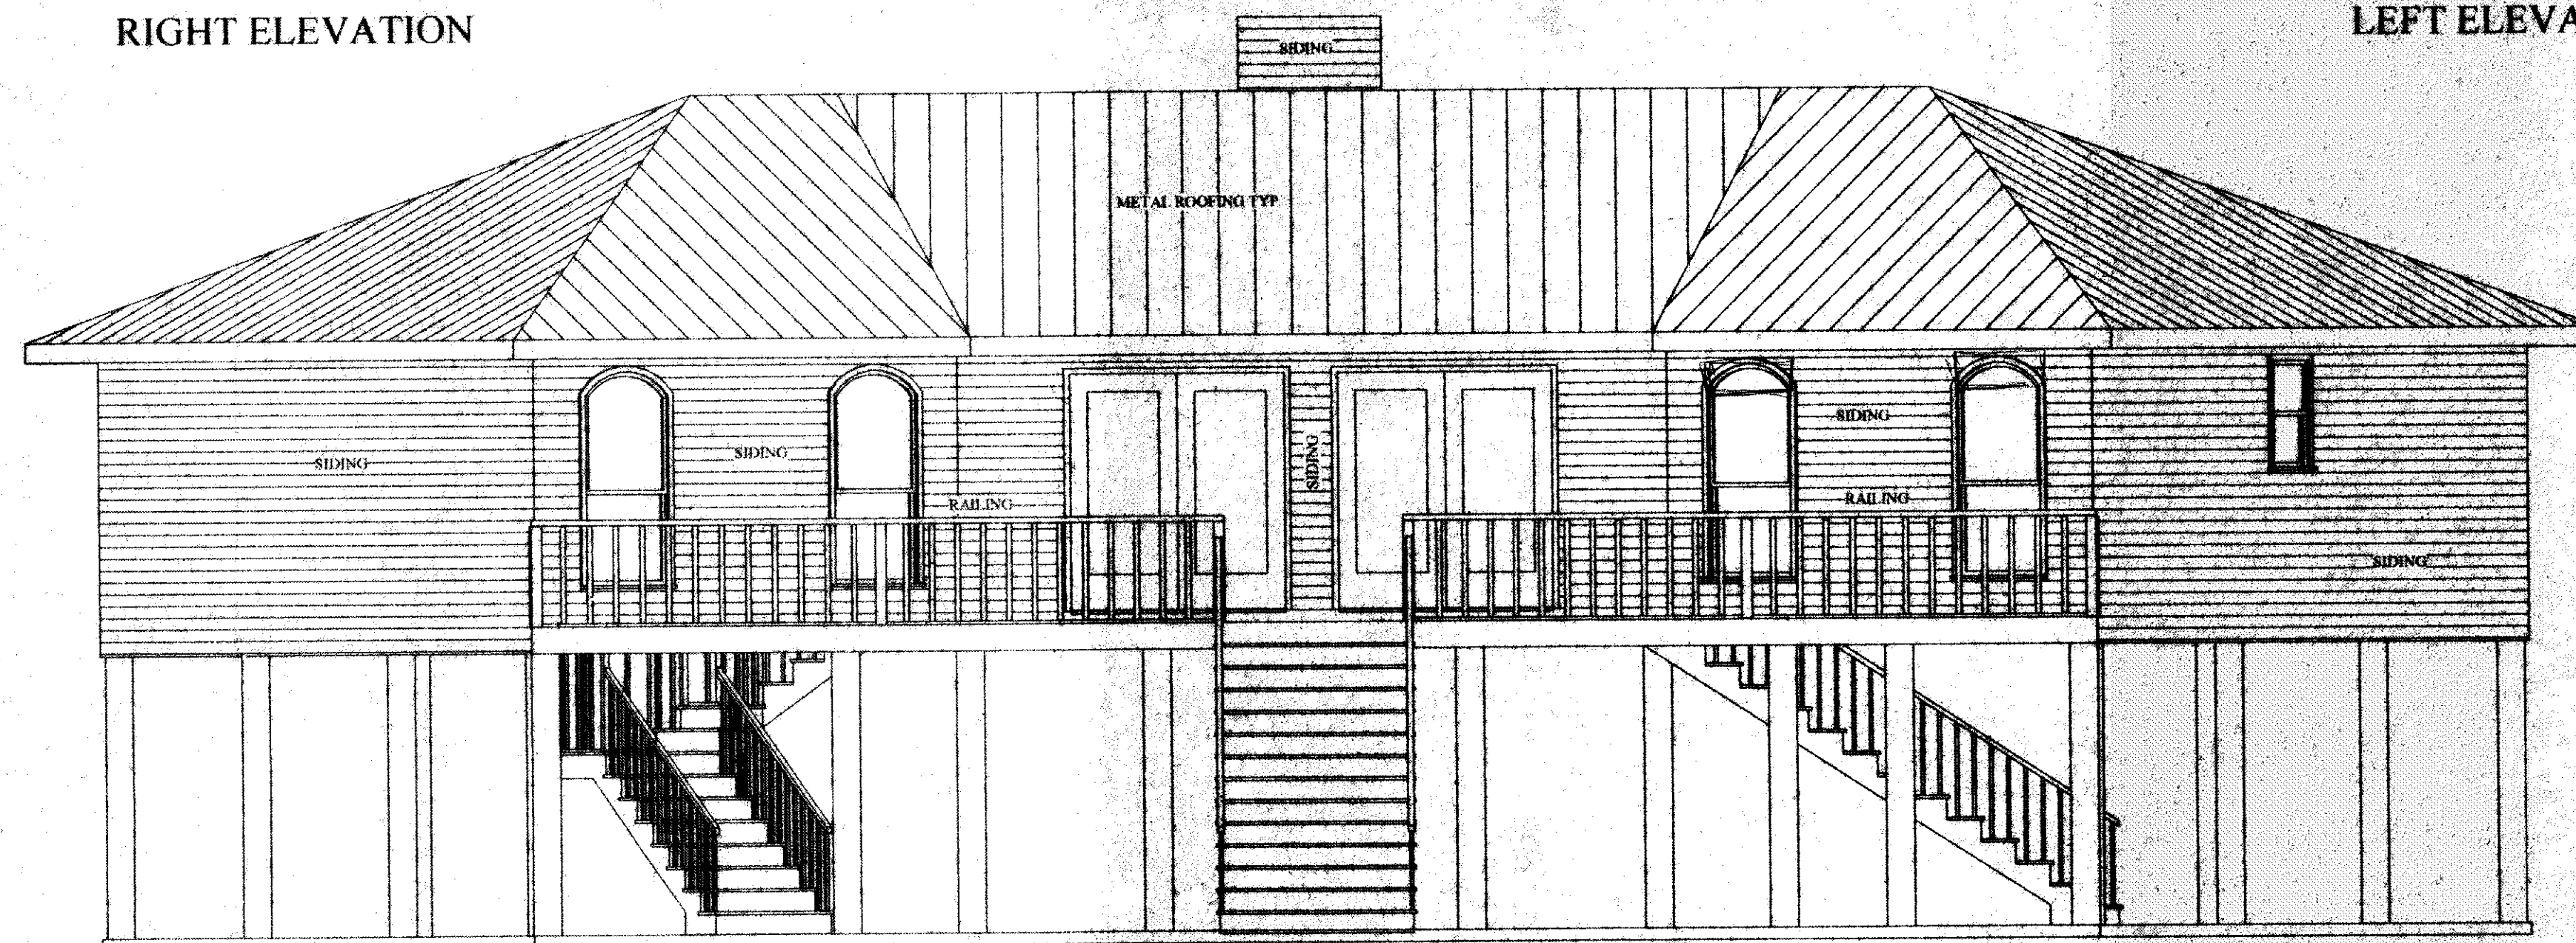 RIGHT ELEVATION
LEFT ELEVA
SIDING
METAL ROOFING TYP
SIDING
SIDING
SIDING
SIDING
RAILING
RAILING
SIDING